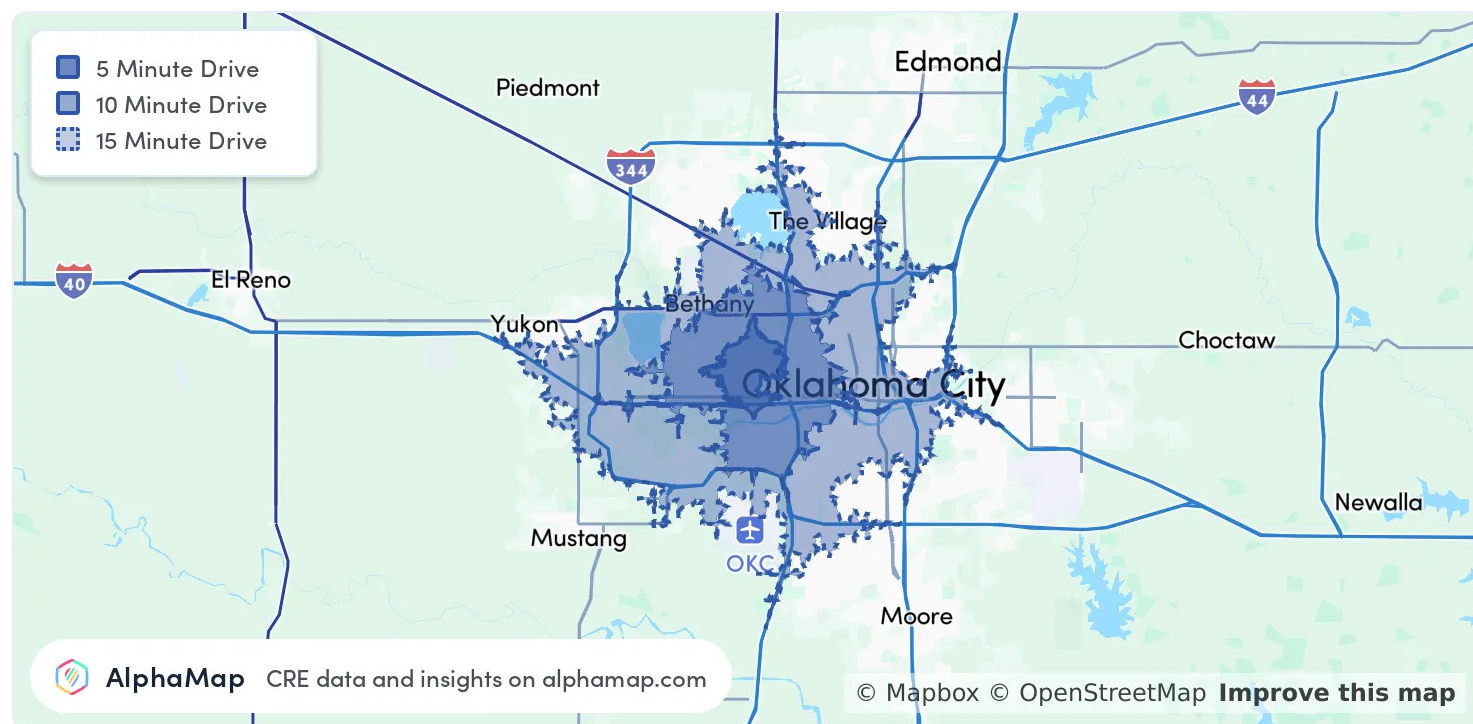 5 Minute Drive
10 Minute Drive
15 Minute Drive
Edmond
Piedmont
44
344
The Village
El Reno
40
Bethany
Yukon
Choctaw
Oklahoma City
Newalla
Mustang
OKC
Moore
AlphaMap CRE data and insights on alphamap.com
© Mapbox © OpenStreetMap Improve this map